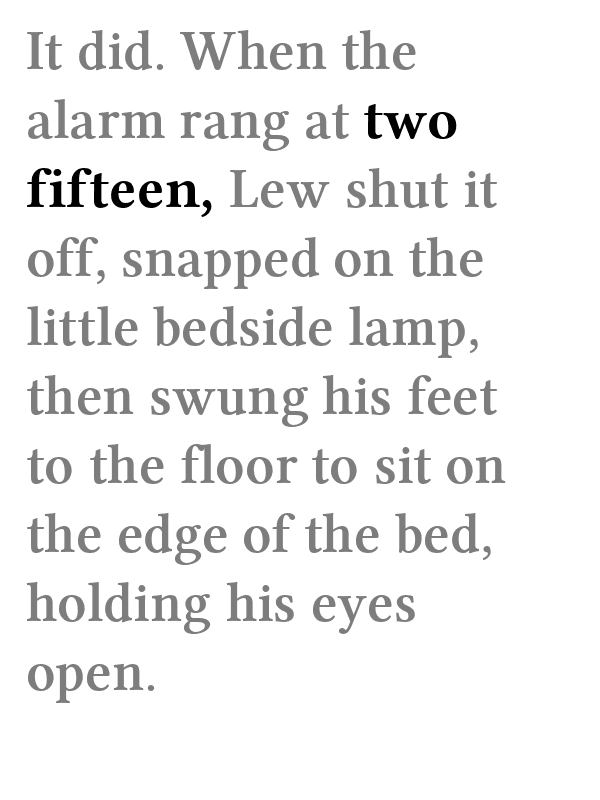 It did. When the
alarm rang at two
fifteen, Lew shut it
off, snapped on the
little bedside lamp,
then swung his feet
to the floor to sit on
the edge of the bed,
holding his eyes
open.